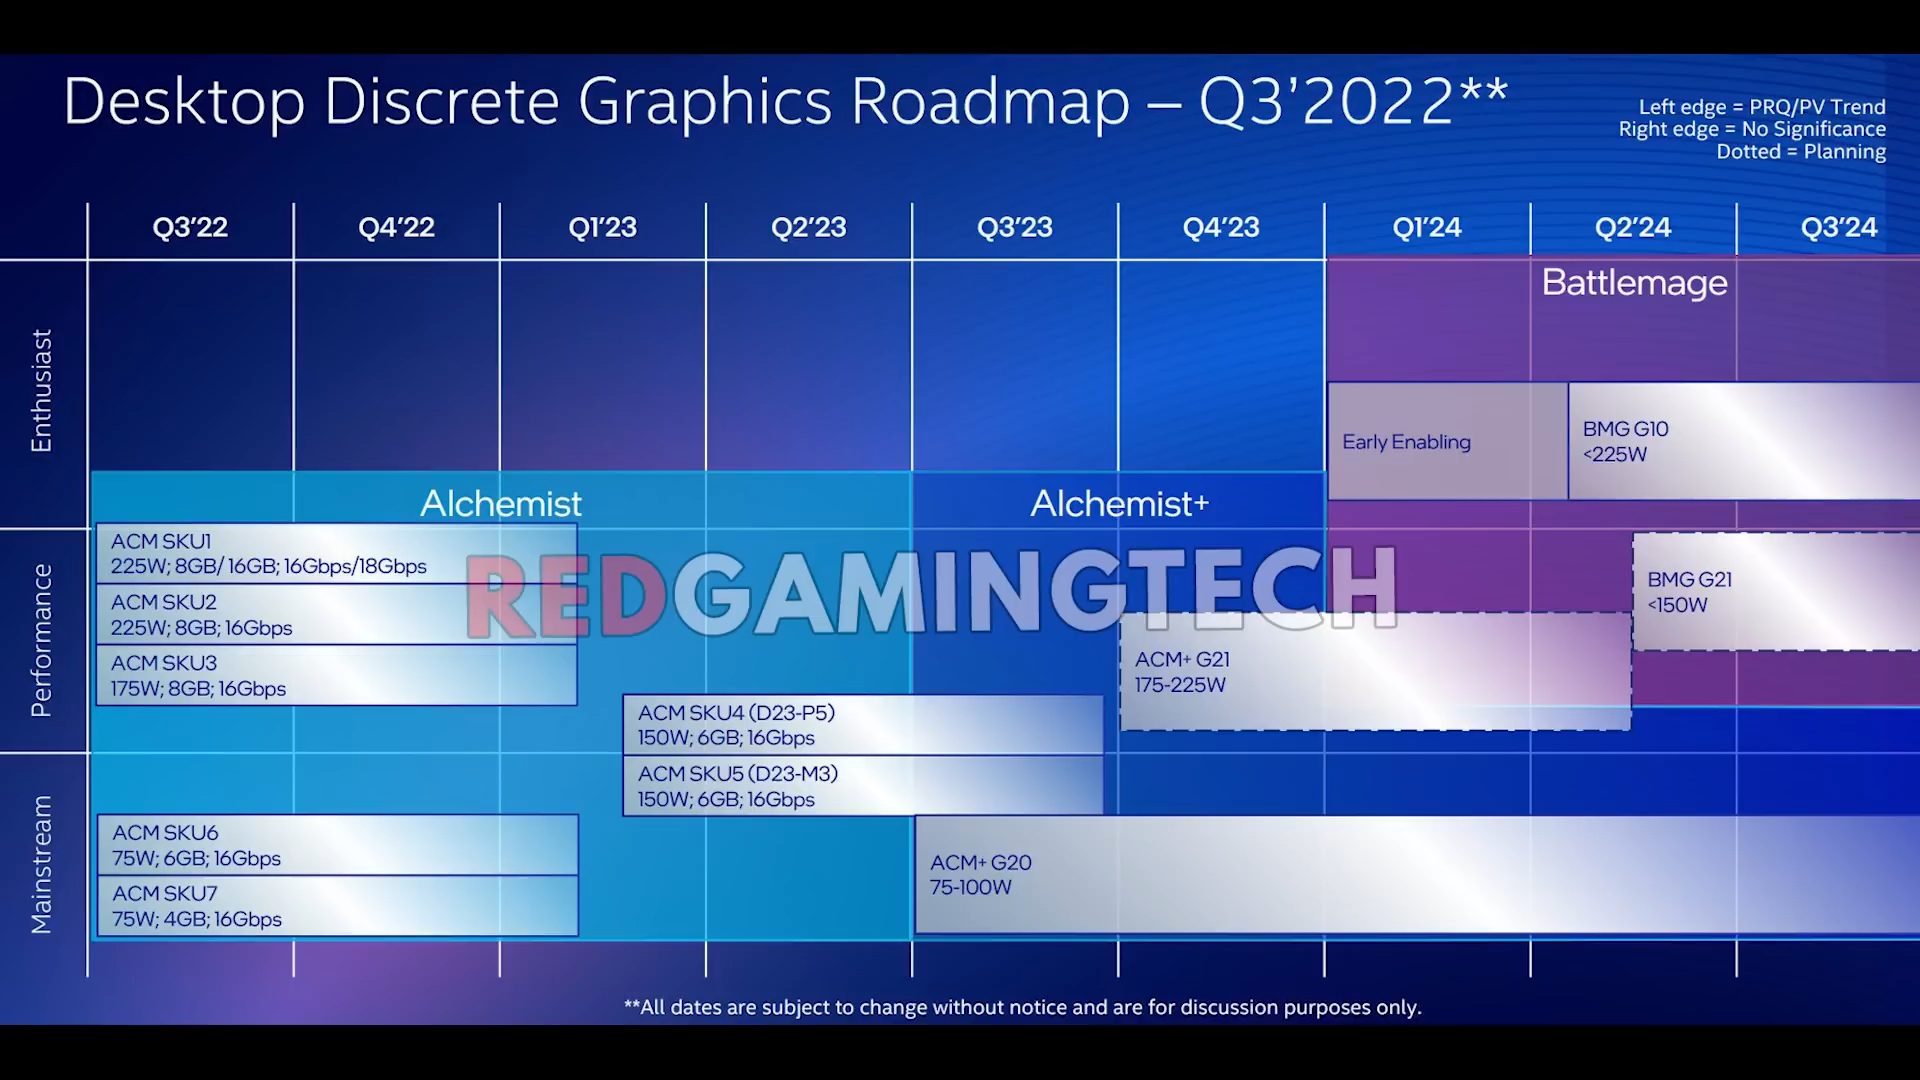 Desktop Discrete Graphics Roadmap – Q3’2022**
Left edge = PRQ/PV Trend
Right edge = No Significance
Dotted = Planning
Q3’22
Q4’22
Q1’23
Q2’23
Q3’23
Q4’23
Q1’24
Q2’24
Q3’24
Enthusiast
Battlemage
Early Enabling
BMG G10
<225W
Alchemist
Alchemist+
Performance
ACM SKU1
225W; 8GB/ 16GB; 16Gbps/18Gbps
ACM SKU2
225W; 8GB; 16Gbps
ACM SKU3
175W; 8GB; 16Gbps
REDGAMINGTECH
BMG G21
<150W
ACM+ G21
175-225W
ACM SKU4 (D23-P5)
150W; 6GB; 16Gbps
ACM SKU5 (D23-M3)
150W; 6GB; 16Gbps
Mainstream
ACM SKU6
75W; 6GB; 16Gbps
ACM SKU7
75W; 4GB; 16Gbps
ACM+ G20
75-100W
**All dates are subject to change without notice and are for discussion purposes only.